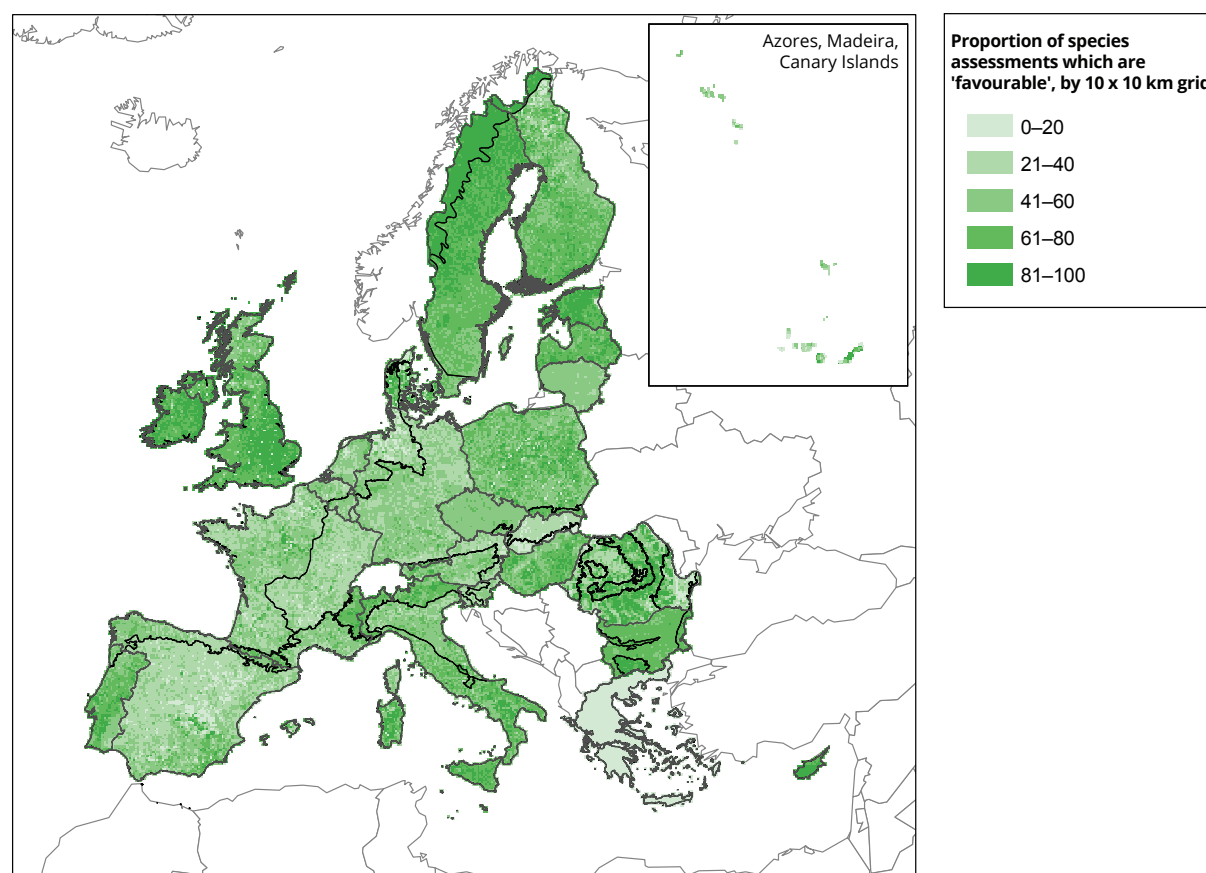 Azores, Madeira,
Canary Islands
Proportion of species
assessments which are
'favourable', by 10 x 10 km grid
0–20
21–40
41–60
61–80
81–100